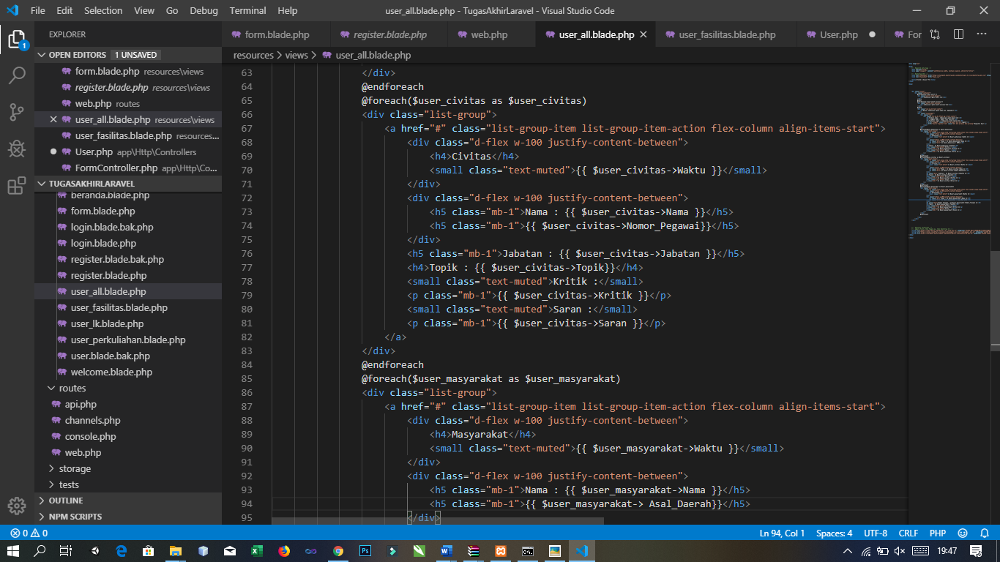 File Edit Selection View Go Debug Terminal Help
user_all.blade.php - TugasAkhirLaravel - Visual Studio Code
EXPLORER
form.blade.php register.blade.php web.php user_all.blade.php user_fasilitas.blade.php User.php For
OPEN EDITORS 1 UNSAVED
form.blade.php resources\views
register.blade.php resources\views
web.php routes
user_all.blade.php resources\views
user_fasilitas.blade.php resources...
User.php app\Http\Controllers
FormController.php app\Http\Co...
TUGASAKHIRLARAVEL
beranda.blade.php
form.blade.php
login.blade.bak.php
login.blade.php
register.blade.bak.php
register.blade.php
user_all.blade.php
user_fasilitas.blade.php
user_lk.blade.php
user_perkuliahan.blade.php
user.blade.bak.php
welcome.blade.php
routes
api.php
channels.php
console.php
web.php
storage
tests
OUTLINE
NPM SCRIPTS
1
resources > views > user_all.blade.php
63 </div>
64 @endforeach
65 @foreach($user_civitas as $user_civitas)
66 <div class="list-group">
67 <a href="#" class="list-group-item list-group-item-action flex-column align-items-start">
68 <div class="d-flex w-100 justify-content-between">
69 <h4>Civitas</h4>
70 <small class="text-muted">{{ $user_civitas->Waktu }}</small>
71 </div>
72 <div class="d-flex w-100 justify-content-between">
73 <h5 class="mb-1">Nama : {{ $user_civitas->Nama }}</h5>
74 <h5 class="mb-1">{{ $user_civitas->Nomor_Pegawai}}</h5>
75 </div>
76 <h5 class="mb-1">Jabatan : {{ $user_civitas->Jabatan }}</h5>
77 <h4>Topik : {{ $user_civitas->Topik}}</h4>
78 <small class="text-muted">Kritik :</small>
79 <p class="mb-1">{{ $user_civitas->Kritik }}</p>
80 <small class="text-muted">Saran :</small>
81 <p class="mb-1">{{ $user_civitas->Saran }}</p>
82 </a>
83 </div>
84 @endforeach
85 @foreach($user_masyarakat as $user_masyarakat)
86 <div class="list-group">
87 <a href="#" class="list-group-item list-group-item-action flex-column align-items-start">
88 <div class="d-flex w-100 justify-content-between">
89 <h4>Masyarakat</h4>
90 <small class="text-muted">{{ $user_masyarakat->Waktu }}</small>
91 </div>
92 <div class="d-flex w-100 justify-content-between">
93 <h5 class="mb-1">Nama : {{ $user_masyarakat->Nama }}</h5>
94 <h5 class="mb-1">{{ $user_masyarakat-> Asal_Daerah}}</h5>
95 </div>
0 0 Ln 94, Col 1 Spaces: 4 UTF-8 CRLF PHP
19:47